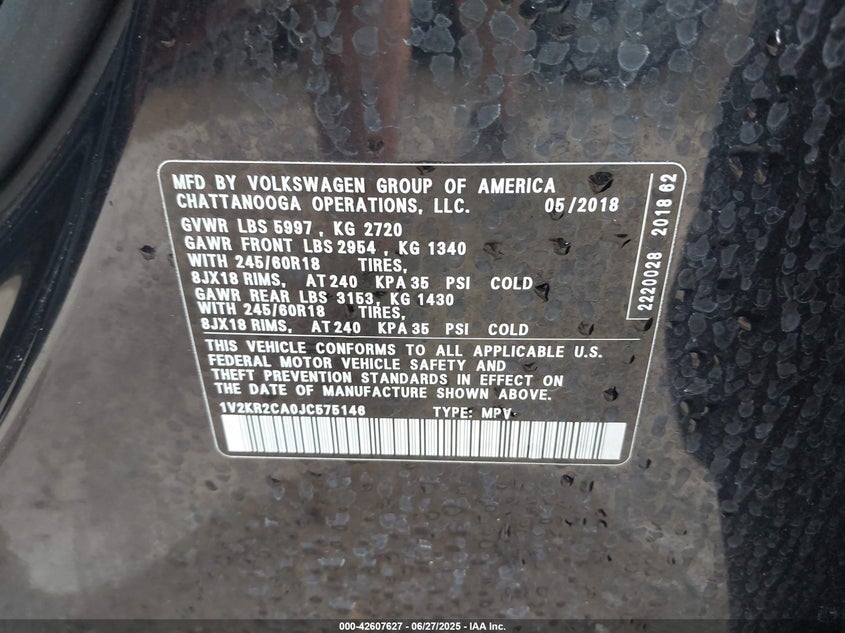 MFD BY VOLKSWAGEN GROUP OF AMERICA
CHATTANOOGA OPERATIONS, LLC. 05/2018
GVWR LBS 5997 , KG 2720
GAWR FRONT LBS 2954 , KG 1340
WITH 245/60R18 TIRES,
8JX18 RIMS, AT 240 KPA 35 PSI COLD
GAWR REAR LBS 3153, KG 1430
WITH 245/60R18 TIRES,
8JX18 RIMS, AT 240 KPA 35 PSI COLD
THIS VEHICLE CONFORMS TO ALL APPLICABLE U.S.
FEDERAL MOTOR VEHICLE SAFETY AND
THEFT PREVENTION STANDARDS IN EFFECT ON
THE DATE OF MANUFACTURE SHOWN ABOVE.
1V2KR2CA0JC575146 TYPE: MPV
2220028 2018 62
000-42607627 - 06/27/2025 - IAA Inc.